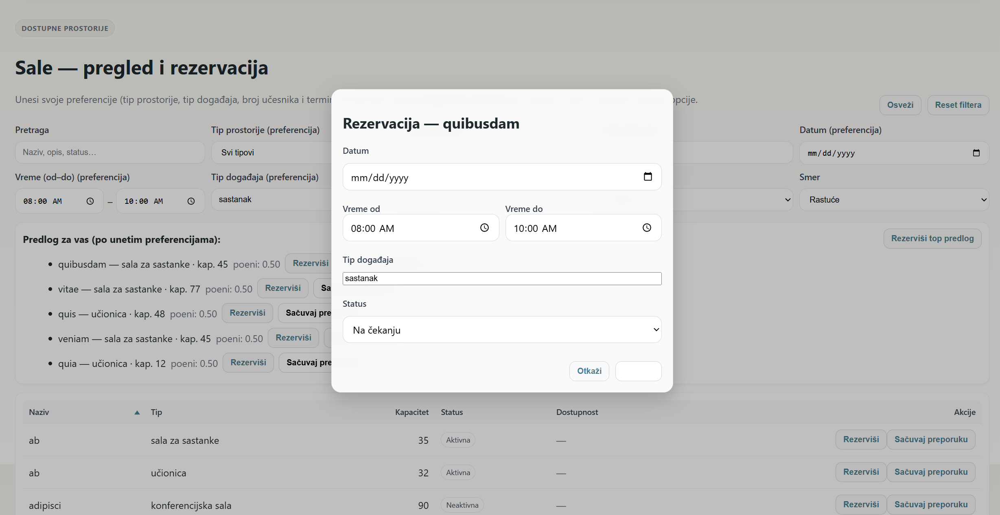 DOSTUPNE PROSTORIJE
Sale — pregled i rezervacija
Unesi svoje preferencije (tip prostorije, tip događaja, broj učesnika i termin
opcije.
Osveži
Reset filtera
Pretraga
Tip prostorije (preferencija)
Datum (preferencija)
Naziv, opis, status…
Svi tipovi
mm/dd/yyyy
Vreme (od–do) (preferencija)
Tip događaja (preferencija)
Smer
08:00 AM – 10:00 AM
sastanak
Rastuće
Predlog za vas (po unetim preferencijama):
Rezerviši top predlog
• quibusdam — sala za sastanke · kap. 45 poeni: 0.50 Rezerviši
• vitae — sala za sastanke · kap. 77 poeni: 0.50 Rezerviši Sa
• quis — učionica · kap. 48 poeni: 0.50 Rezerviši Sačuvaj pre
• veniam — sala za sastanke · kap. 45 poeni: 0.50 Rezerviši
• quia — učionica · kap. 12 poeni: 0.50 Rezerviši Sačuvaj pre
Rezervacija — quibusdam
Datum
mm/dd/yyyy
Vreme od
Vreme do
08:00 AM
10:00 AM
Tip događaja
sastanak
Status
Na čekanju
Otkaži
Naziv ▲ Tip Kapacitet Status Dostupnost Akcije
ab sala za sastanke 35 Aktivna — Rezerviši Sačuvaj preporuku
ab učionica 32 Aktivna — Rezerviši Sačuvaj preporuku
adipisci konferencijska sala 90 Neaktivna — Rezerviši Sačuvaj preporuku